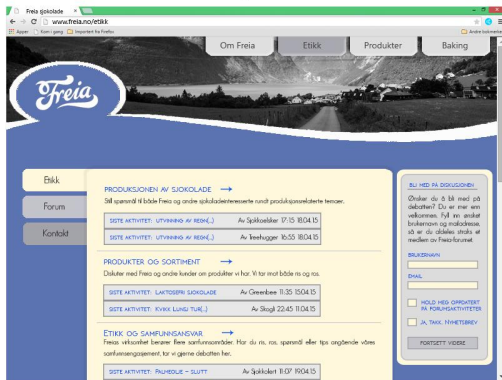 Freia sjokolade
www.freia.no/etikk
Apper
Kom i gang
Importert fra Firefox
Andre bokmerker
Om Freia
Etikk
Produkter
Baking
Freia
Etikk
Forum
Kontakt
PRODUKSJONEN AV SJOKOLADE →
Still spørsmål til både Freia og andre sjokoladeinteresserte rundt produksjonsrelaterte temaer.
SISTE AKTIVITET: UTVINNING AV REGN(..) Av Sjokkoelsker 17:15 18.04.15
SISTE AKTIVITET: UTVINNING AV REGN(..) Av Treehugger 16:55 18.04.15
PRODUKTER OG SORTIMENT →
Diskuter med Freia og andre kunder om produkter vi har. Vi tar imot både ris og ros.
SISTE AKTIVITET: LAKTOSEFRI SJOKOLADE Av Greenbee 11:35 15.04.15
SISTE AKTIVITET: KVIKK LUNSJ TUR(..) Av Skogli 22:45 11.04.15
ETIKK OG SAMFUNNSANSVAR →
Freias virksomhet berører flere samfunnsområder. Har du ris, ros, spørsmål eller tips angående våres
samfunnsengasjement, tar vi gjerne debatten her.
SISTE AKTIVITET: PALMEOLJE – SLUTT Av Sjokkolert 11:07 19.04.15
BLI MED PÅ DISKUSJONEN
Ønsker du å bli med på
debatten? Du er mer enn
velkommen. Fyll inn ønsket
brukernavn og mailadresse,
så er du aldeles straks et
medlem av Freia-forumet.
BRUKERNAVN
EMAIL
HOLD MEG OPPDATERT
PÅ FORUMAKTIVITETER
JA, TAKK. NYHETSBREV
FORTSETT VIDERE